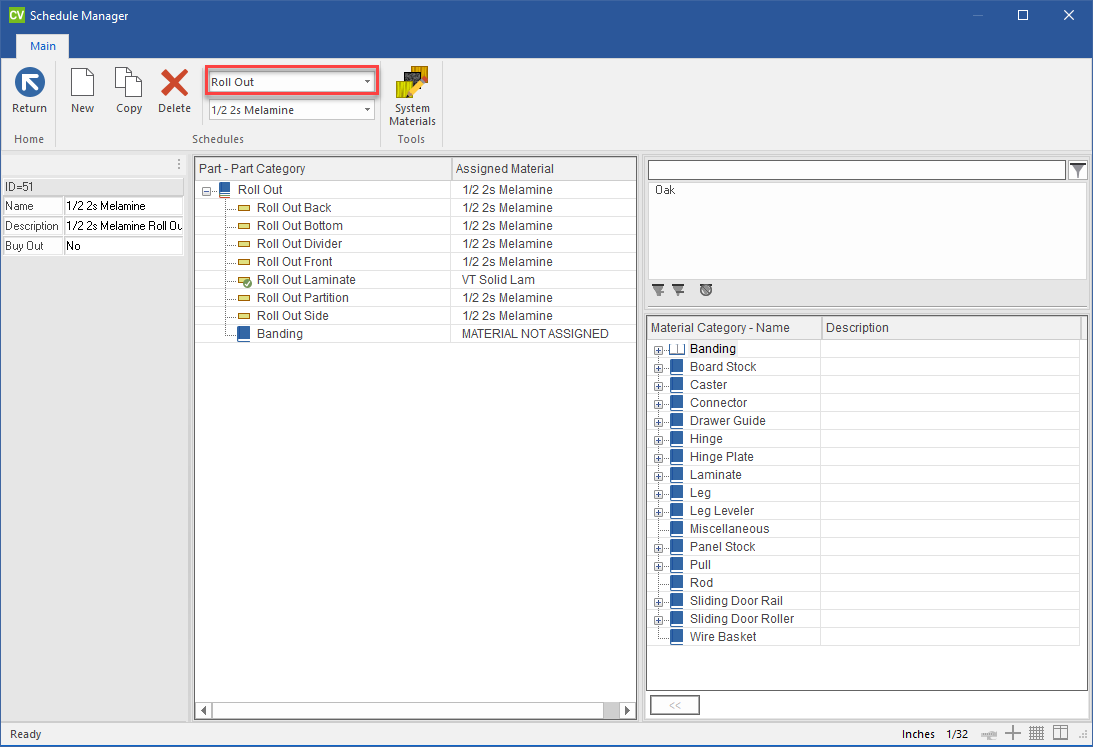 CV Schedule Manager
Main
Return
New
Copy
Delete
Roll Out
1/2 2s Melamine
System
Materials
Home
Schedules
Tools
ID=51
Name 1/2 2s Melamine
Description 1/2 2s Melamine Roll Ou
Buy Out No
Part - Part Category Assigned Material
Roll Out 1/2 2s Melamine
Roll Out Back 1/2 2s Melamine
Roll Out Bottom 1/2 2s Melamine
Roll Out Divider 1/2 2s Melamine
Roll Out Front 1/2 2s Melamine
Roll Out Laminate VT Solid Lam
Roll Out Partition 1/2 2s Melamine
Roll Out Side 1/2 2s Melamine
Banding MATERIAL NOT ASSIGNED
Oak
Material Category - Name Description
Banding
Board Stock
Caster
Connector
Drawer Guide
Hinge
Hinge Plate
Laminate
Leg
Leg Leveler
Miscellaneous
Panel Stock
Pull
Rod
Sliding Door Rail
Sliding Door Roller
Wire Basket
<<
Ready
Inches 1/32